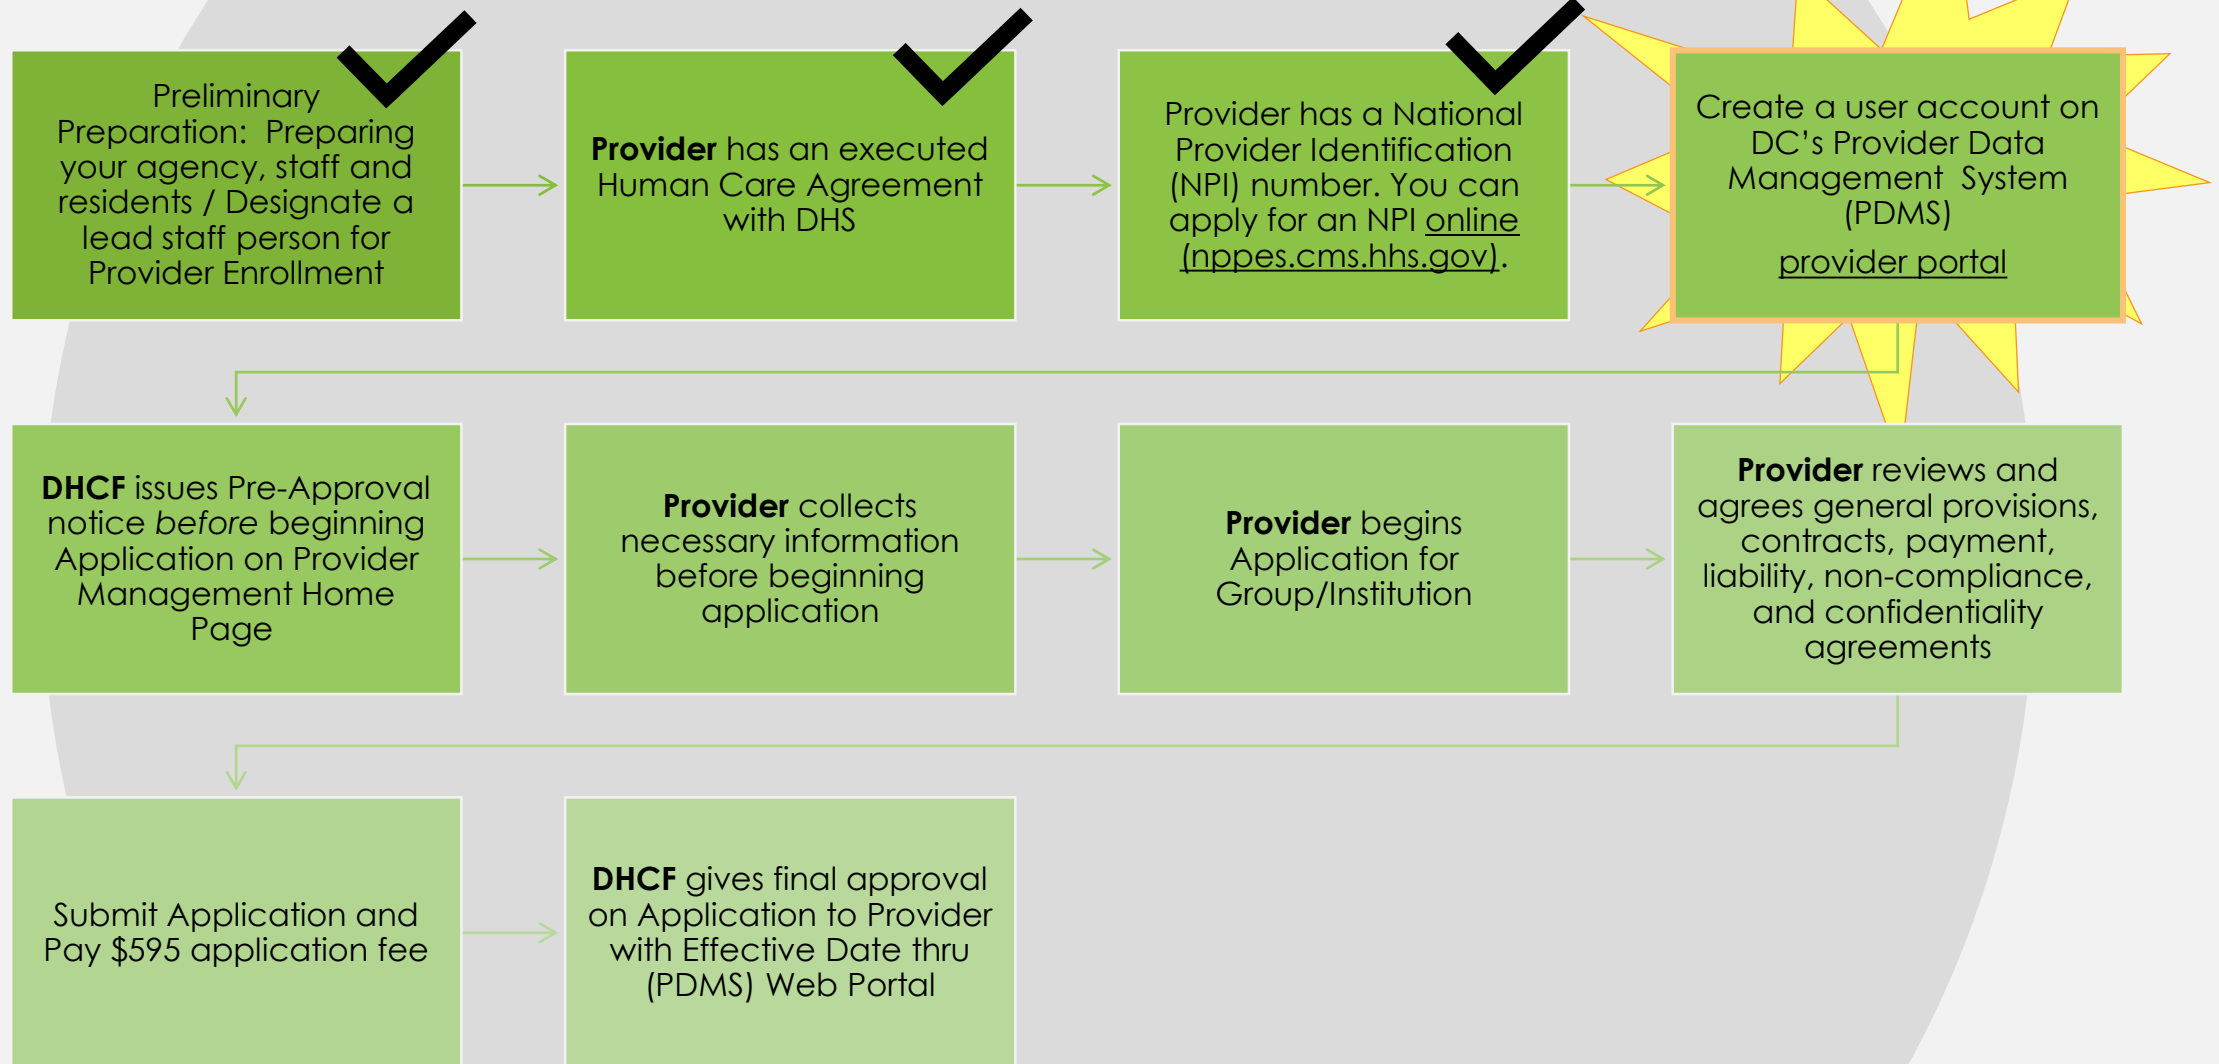 Preliminary
Preparation: Preparing
your agency, staff and
residents / Designate a
lead staff person for
Provider Enrollment
Provider has an executed
Human Care Agreement
with DHS
Provider has a National
Provider Identification
(NPI) number. You can
apply for an NPI online
(nppes.cms.hhs.gov).
Create a user account on
DC’s Provider Data
Management System
(PDMS)
provider portal
DHCF issues Pre-Approval
notice before beginning
Application on Provider
Management Home
Page
Provider collects
necessary information
before beginning
application
Provider begins
Application for
Group/Institution
Provider reviews and
agrees general provisions,
contracts, payment,
liability, non-compliance,
and confidentiality
agreements
Submit Application and
Pay $595 application fee
DHCF gives final approval
on Application to Provider
with Effective Date thru
(PDMS) Web Portal